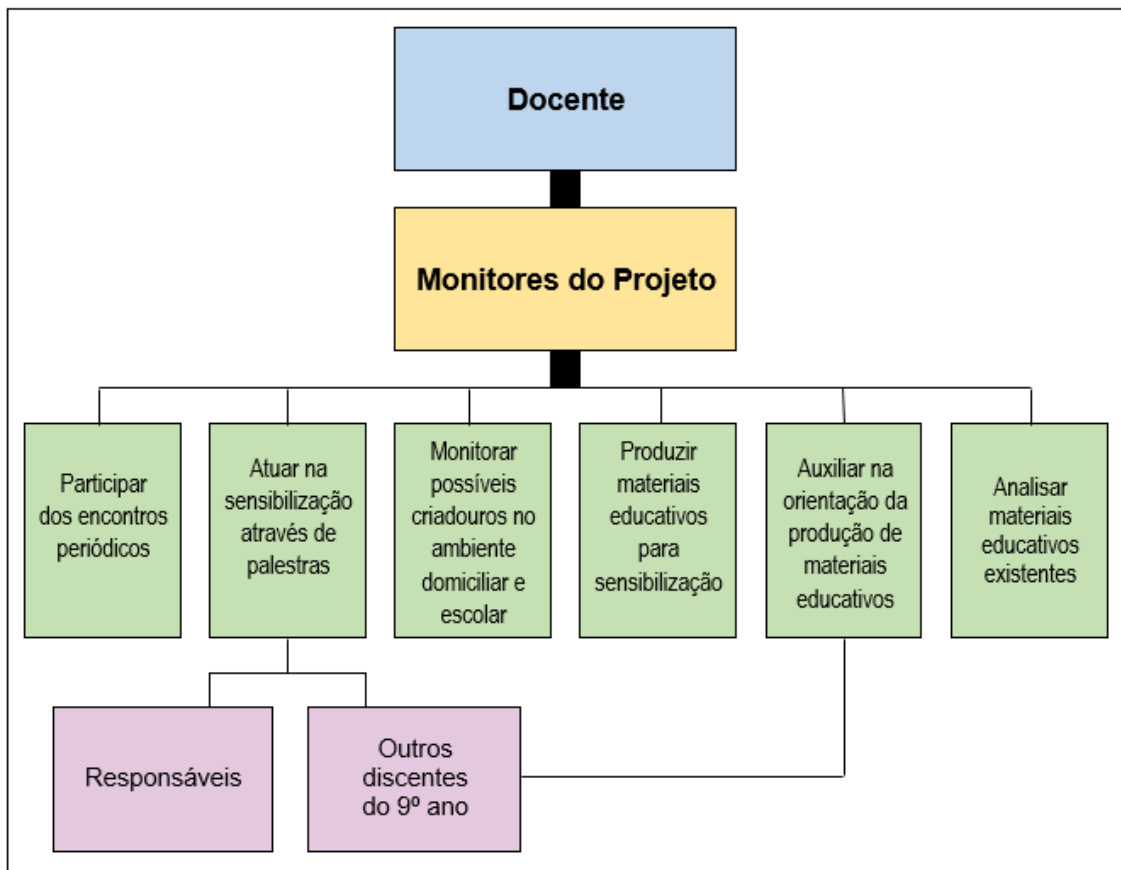 Docente
Monitores do Projeto
Participar
dos encontros
periódicos
Atuar na
sensibilização
através de
palestras
Monitorar
possíveis
criadouros no
ambiente
domiciliar e
escolar
Produzir
materiais
educativos
para
sensibilização
Auxiliar na
orientação da
produção de
materiais
educativos
Analisar
materiais
educativos
existentes
Responsáveis
Outros
discentes
do 9º ano